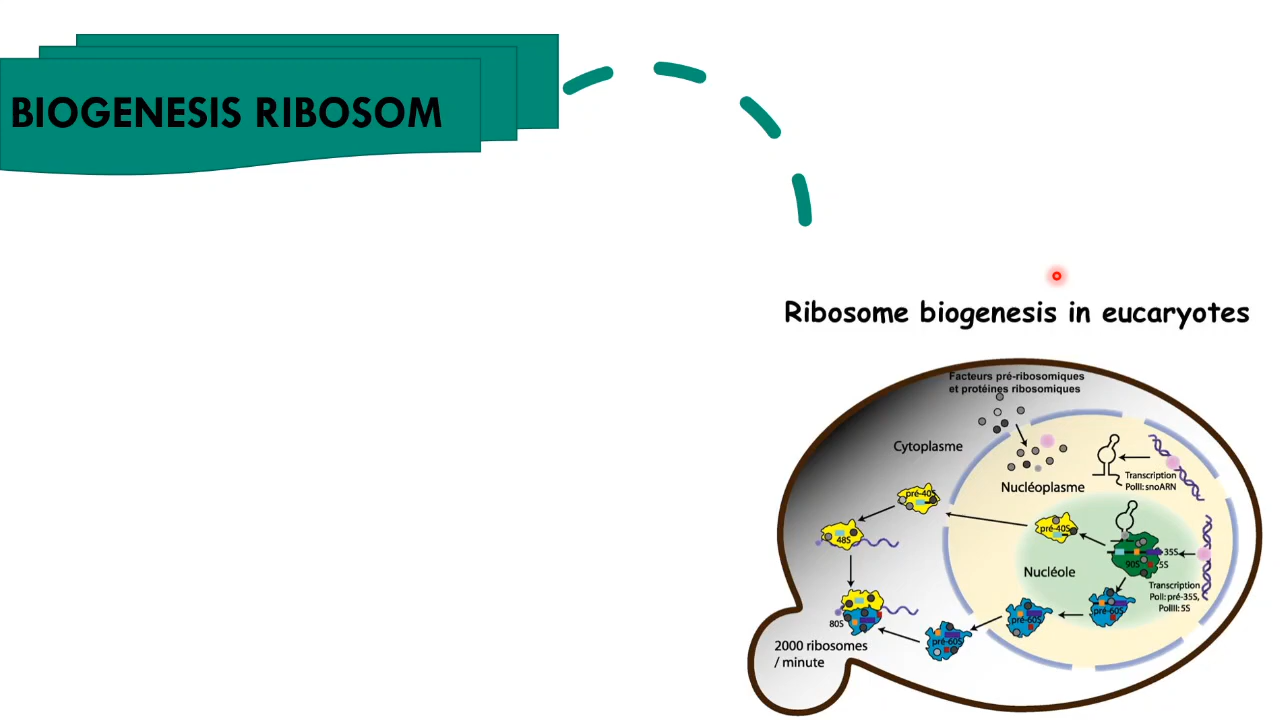 BIOGENESIS RIBOSOM
Ribosome biogenesis in eucaryotes
Facteurs pré-ribosomiques
et protéines ribosomiques
Cytoplasme
Nucléoplasme
Transcription
PolII: snoARN
pré-40S
pré-40S
48S
35S
90S
5S
Nucléole
Transcription
PolI: pré-35S,
PolIII: 5S
pré-60S
pré-60S
80S
pré-60S
2000 ribosomes
/ minute